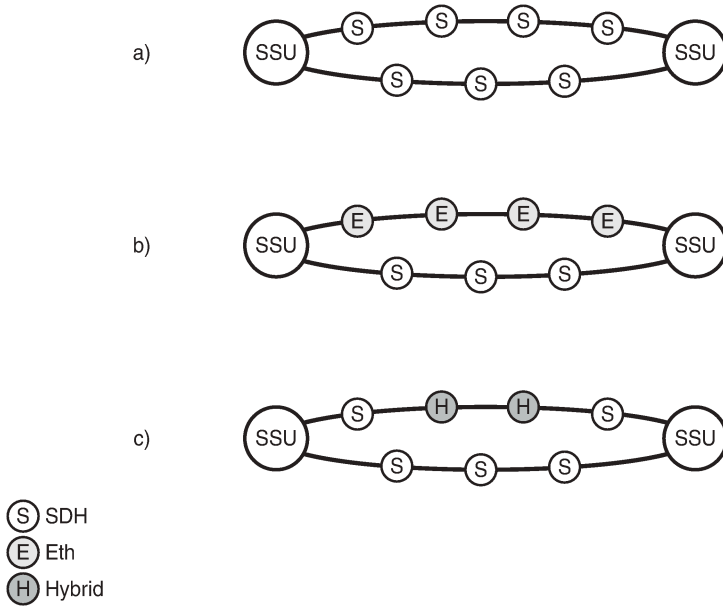 S S S S
a) SSU SSU
S S S
E E E E
b) SSU SSU
S S S
S H H S
c) SSU SSU
S S S
S SDH
E Eth
H Hybrid